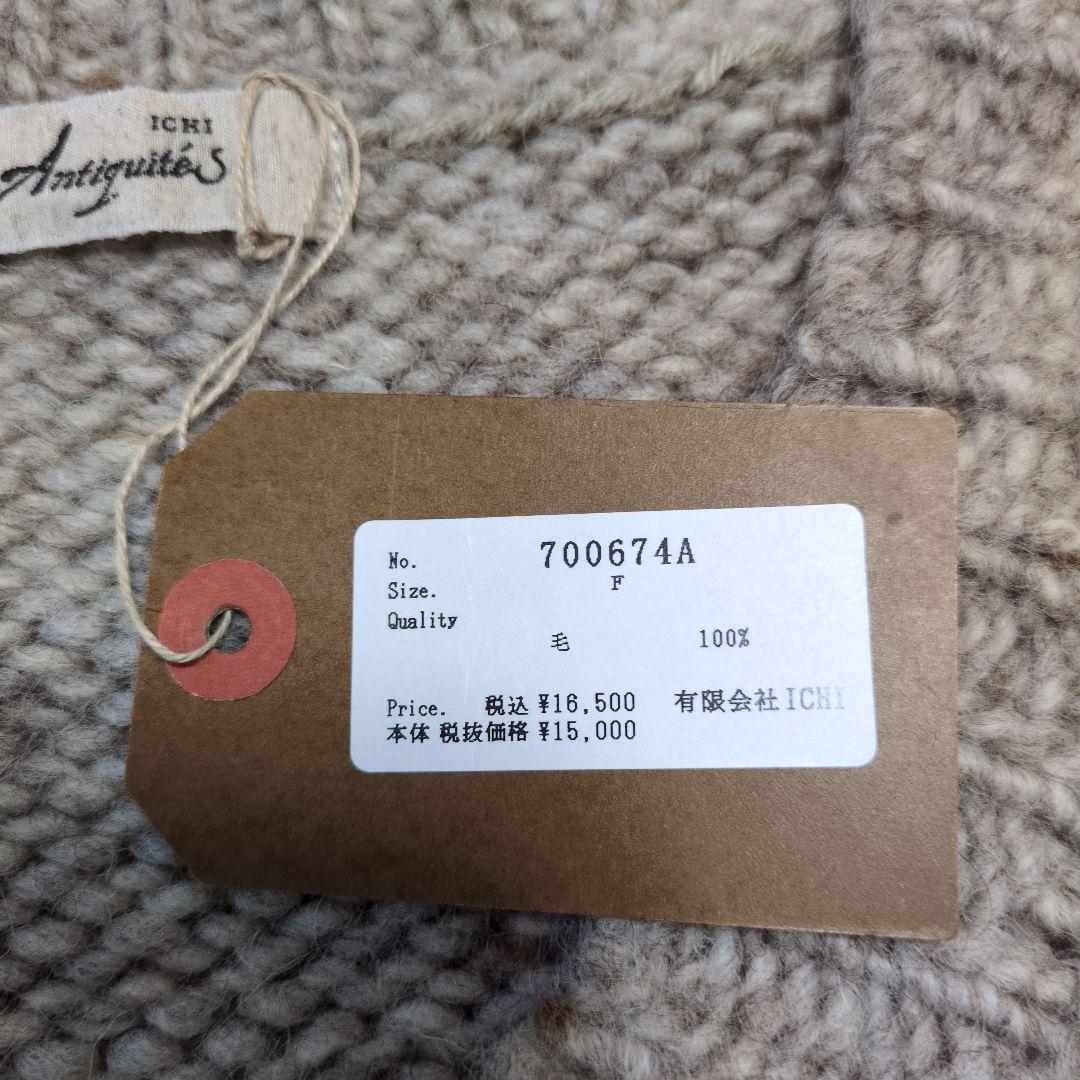 ICHI
Antiquités
No. 700674A
Size. F
Quality
毛 100%
Price. 税込 ¥16,500 有限会社ICHI
本体 税抜価格 ¥15,000